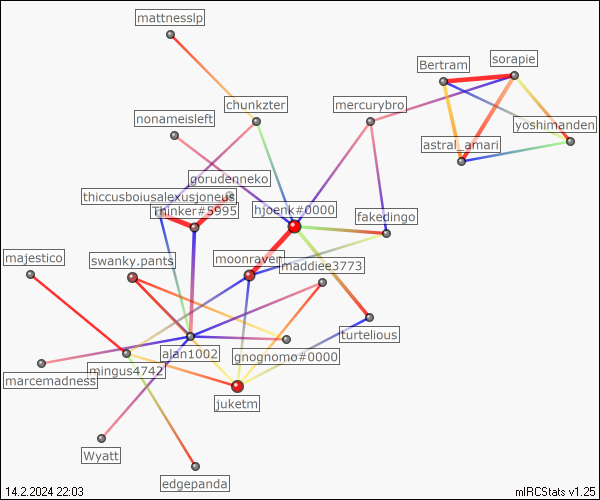 mattnesslp
sorapie
Bertram
chunkzter
mercurybro
nonameisleft
yoshimanden
astral_amari
gorudenneko
thiccusboiusalexusjoneus
Thinker#5995
hjoenk#0000
fakedingo
majestico
swanky.pants
moonraven
maddiee3773
turtelious
alan1002
gnognomo#0000
mingus4742
marcemadness
juketm
Wyatt
edgepanda
14.2.2024 22:03
mIRCStats v1.25